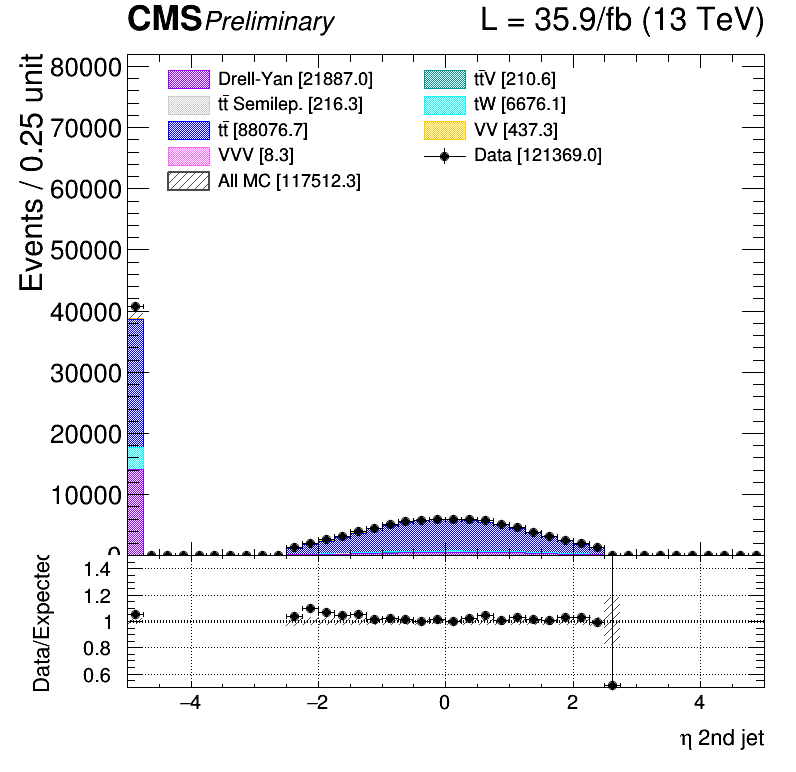 CMS Preliminary L = 35.9/fb (13 TeV)
Events / 0.25 unit
80000
70000
60000
50000
40000
30000
20000
10000
0
Drell-Yan [21887.0]
tt̄ Semilep. [216.3]
tt̄ [88076.7]
VVV [8.3]
All MC [117512.3]
tt̄V [210.6]
tW [6676.1]
VV [437.3]
Data [121369.0]
Data/Expected
1.4
1.2
1
0.8
0.6
−4 −2 0 2 4
η 2nd jet